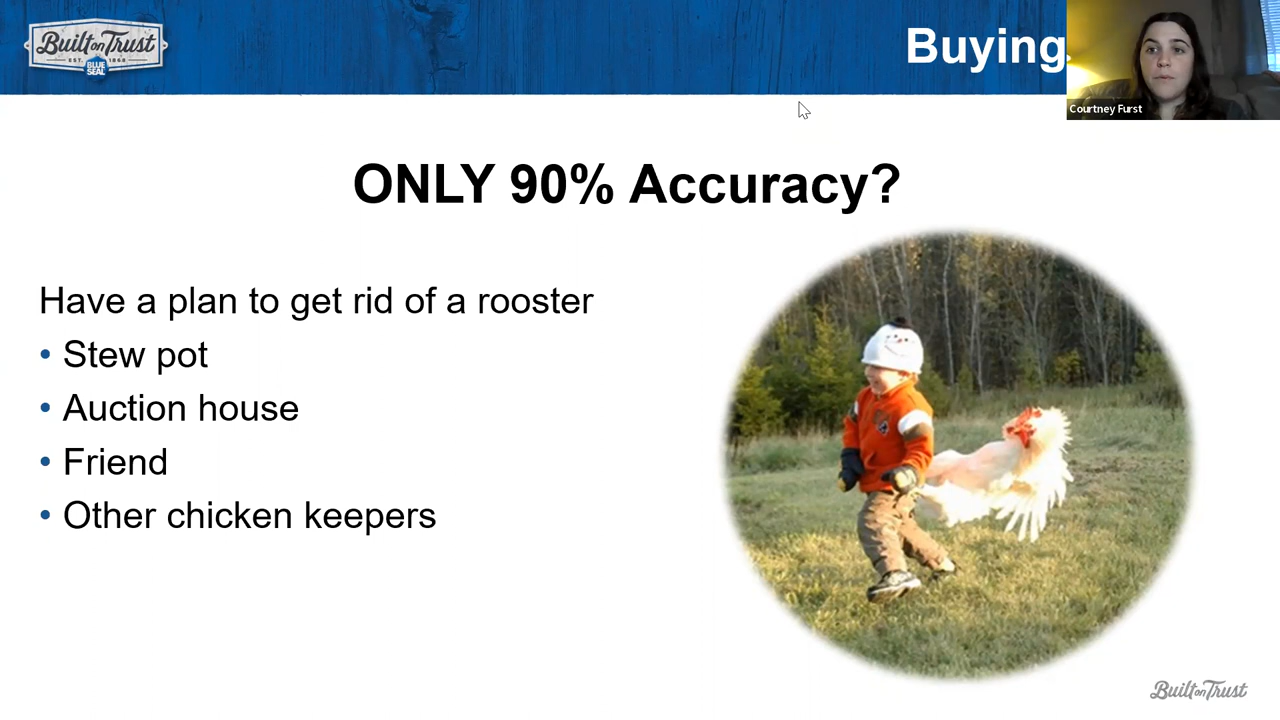 Built on Trust
EST. 1868
BLUE
SEAL
Buying
Courtney Furst
ONLY 90% Accuracy?
Have a plan to get rid of a rooster
• Stew pot
• Auction house
• Friend
• Other chicken keepers
Built on Trust